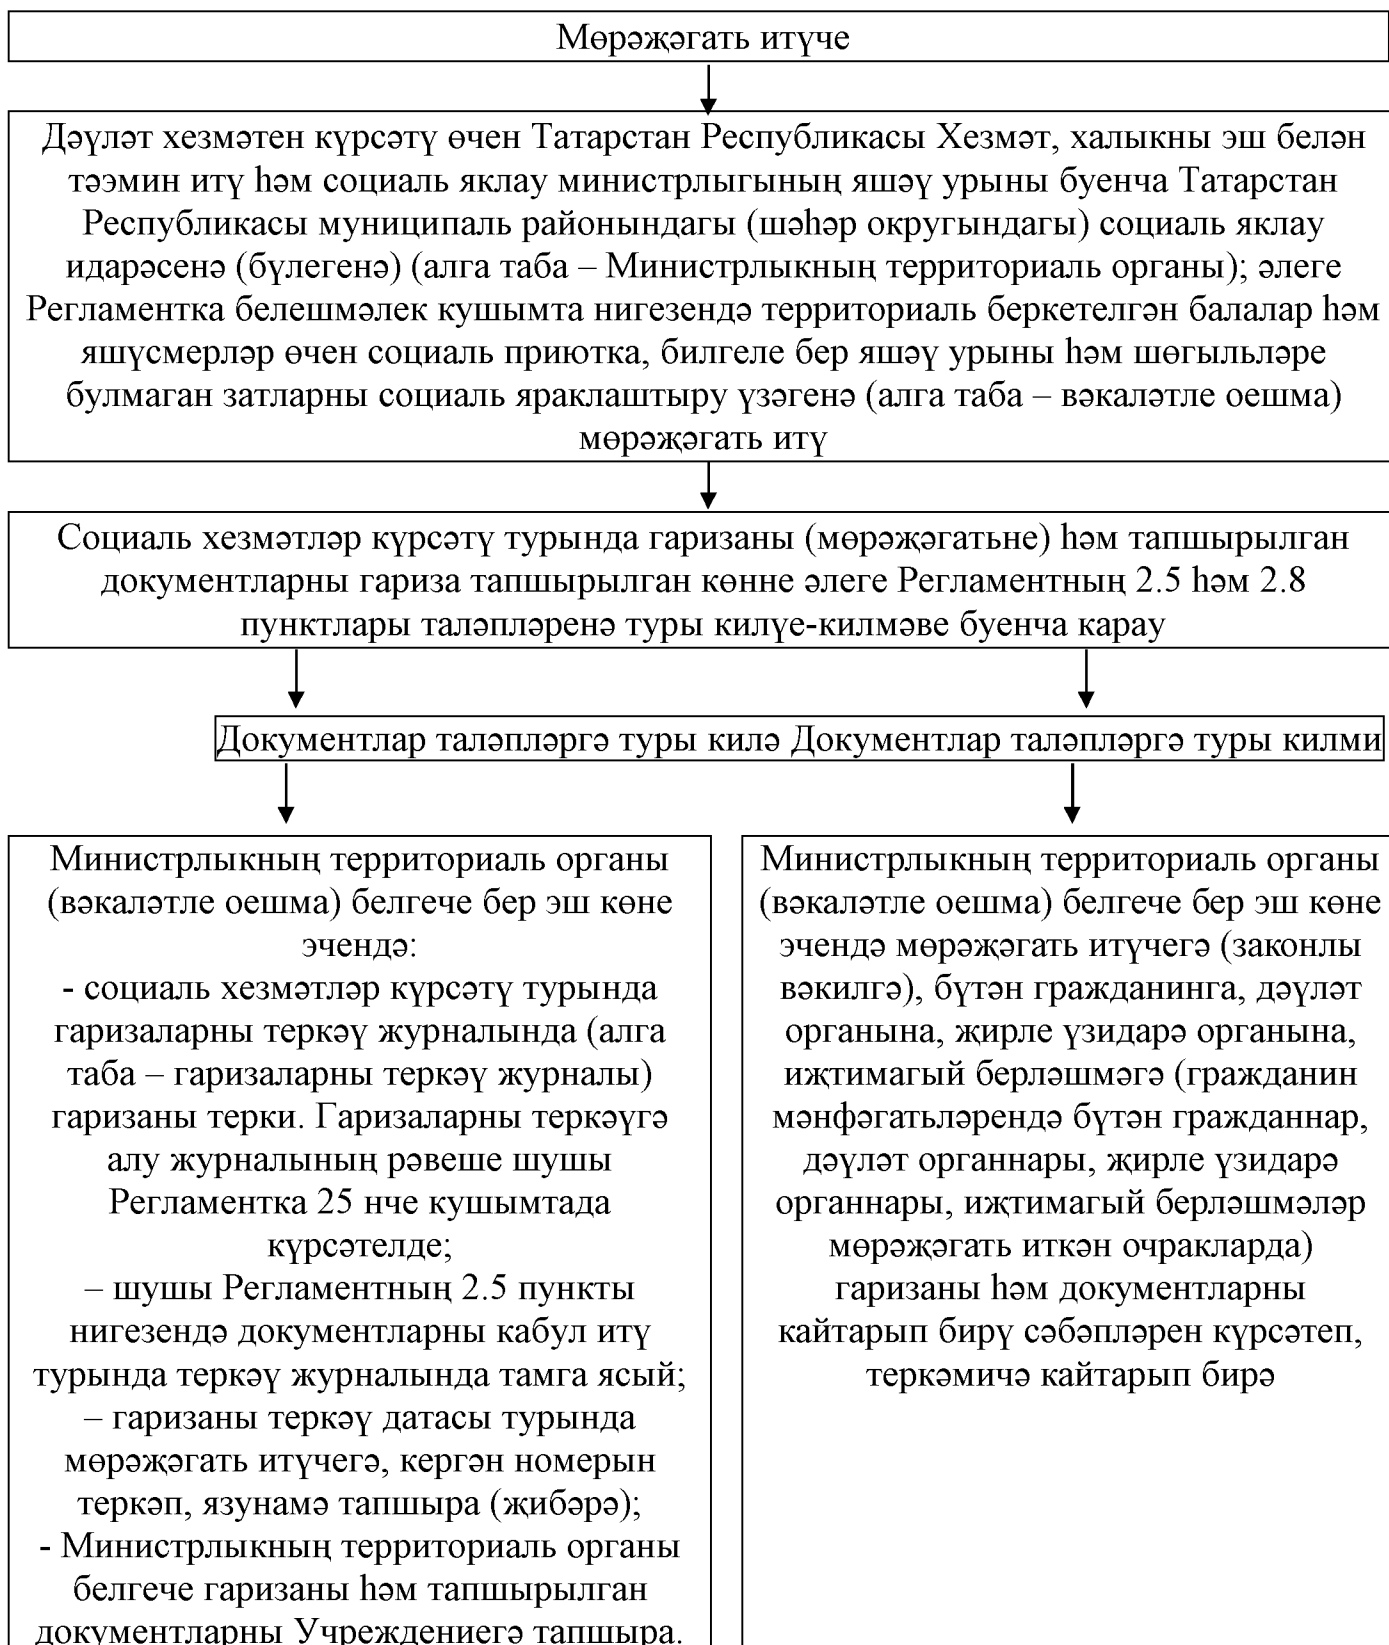 Мөрәҗәгать итүче
Дәүләт хезмәтен күрсәтү өчен Татарстан Республикасы Хезмәт, халыкны эш белән
тәэмин итү һәм социаль яклау министрлыгының яшәү урыны буенча Татарстан
Республикасы муниципаль районындагы (шәһәр округындагы) социаль яклау
идарәсенә (бүлегенә) (алга таба – Министрлыкның территориаль органы); әлеге
Регламентка белешмәлек кушымта нигезендә территориаль беркетелгән балалар һәм
яшүсмерләр өчен социаль приютка, билгеле бер яшәү урыны һәм шөгыльләре
булмаган затларны социаль яраклаштыру үзәгенә (алга таба – вәкаләтле оешма)
мөрәҗәгать итү
Социаль хезмәтләр күрсәтү турында гаризаны (мөрәҗәгатьне) һәм тапшырылган
документларны гариза тапшырылган көнне әлеге Регламентның 2.5 һәм 2.8
пунктлары таләпләренә туры килүе-килмәве буенча карау
Документлар таләпләргә туры килә Документлар таләпләргә туры килми
Министрлыкның территориаль органы
(вәкаләтле оешма) белгече бер эш көне
эчендә:
- социаль хезмәтләр күрсәтү турында
гаризаларны теркәү журналында (алга
таба – гаризаларны теркәү журналы)
гаризаны терки. Гаризаларны теркәүгә
алу журналының рәвеше шушы
Регламентка 25 нче кушымтада
күрсәтелде;
– шушы Регламентның 2.5 пункты
нигезендә документларны кабул итү
турында теркәү журналында тамга ясый;
– гаризаны теркәү датасы турында
мөрәҗәгать итүчегә, кергән номерын
теркәп, язунамә тапшыра (җибәрә);
- Министрлыкның территориаль органы
белгече гаризаны һәм тапшырылган
документларны Учреждениегә тапшыра.
Министрлыкның территориаль органы
(вәкаләтле оешма) белгече бер эш көне
эчендә мөрәҗәгать итүчегә (законлы
вәкилгә), бүтән гражданинга, дәүләт
органына, җирле үзидарә органына,
иҗтимагый берләшмәгә (гражданин
мәнфәгатьләрендә бүтән гражданнар,
дәүләт органнары, җирле үзидарә
органнары, иҗтимагый берләшмәләр
мөрәҗәгать иткән очракларда)
гаризаны һәм документларны
кайтарып бирү сәбәпләрен күрсәтеп,
теркәмичә кайтарып бирә